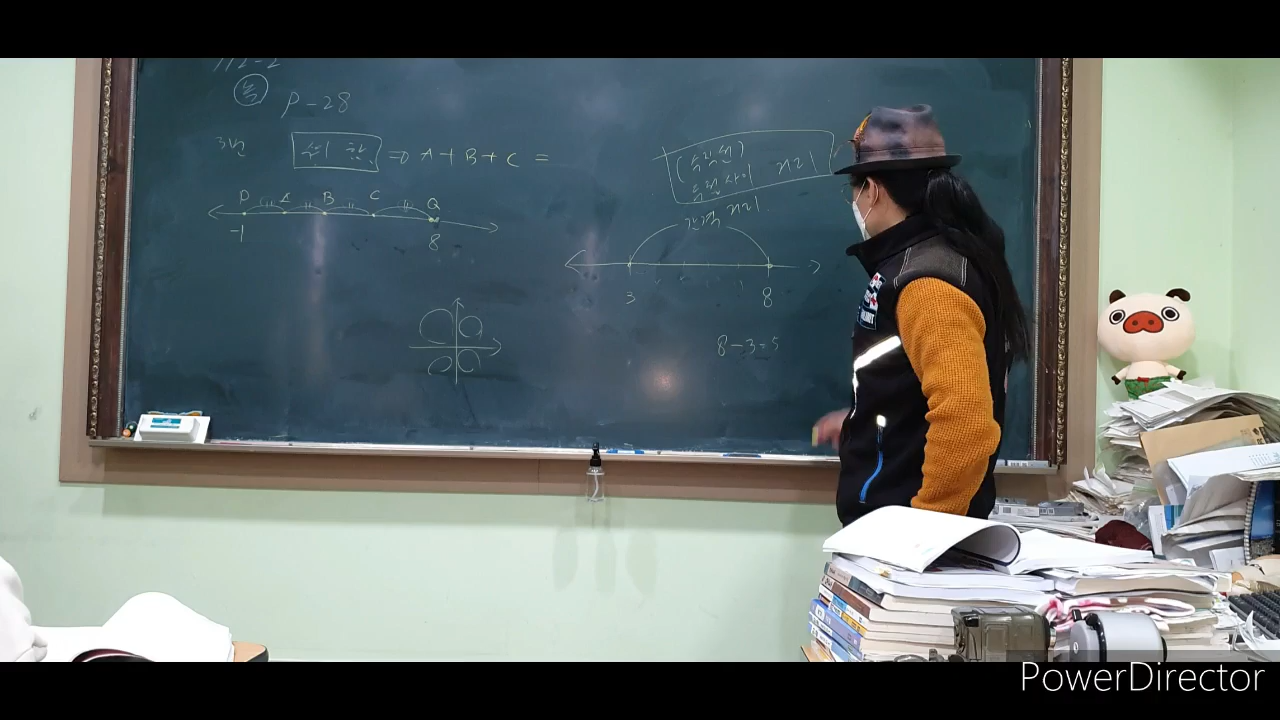 P-28
3번
수의 합 ⇒ A + B + C =
P A B C Q
-1 8
(수직선)
두점사이 거리
간격 거리
3 8
8-3=5
PowerDirector